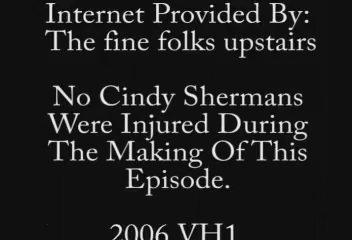 Internet Provided By:
The fine folks upstairs
No Cindy Shermans
Were Injured During
The Making Of This
Episode.
2006 VH1